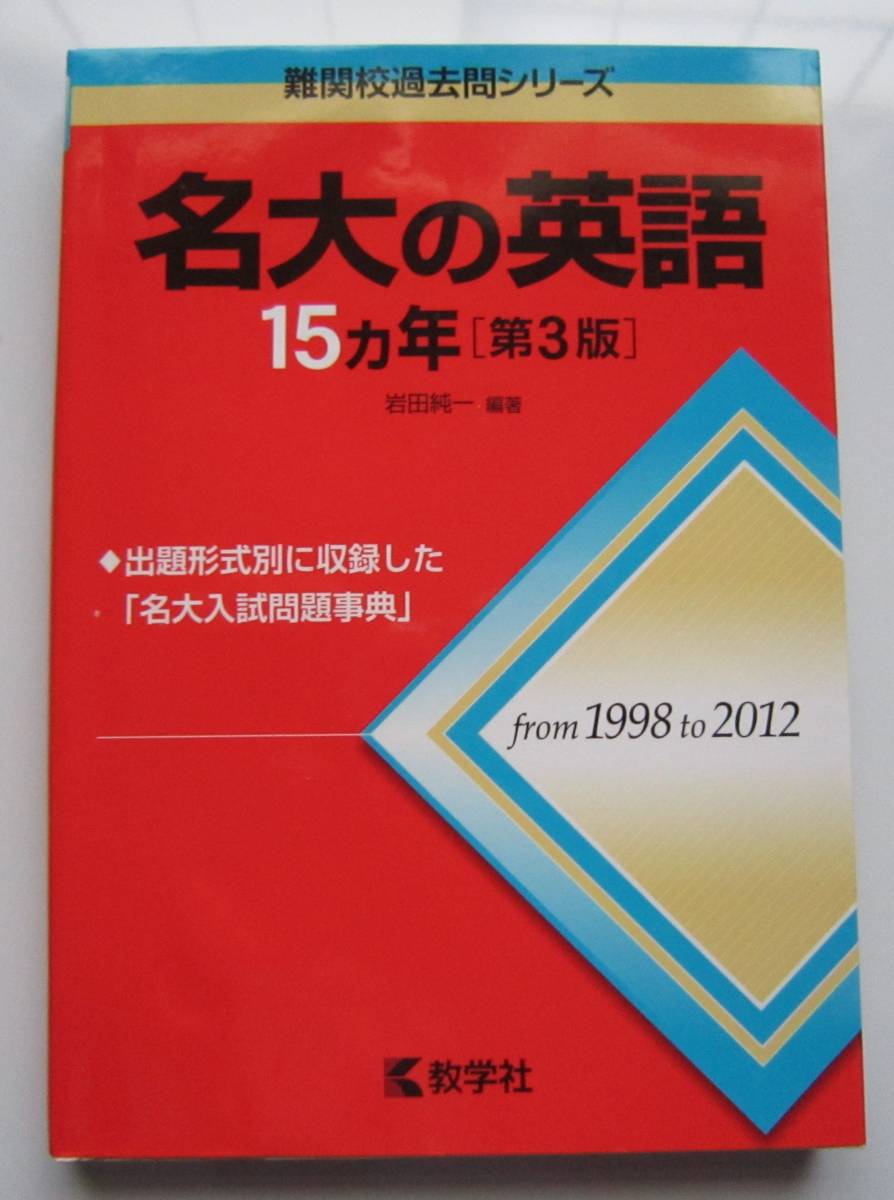 難関校過去問シリーズ
名大の英語
15ヵ年［第3版］
岩田純一 編著
◆出題形式別に収録した
「名大入試問題事典」
from 1998 to 2012
教学社